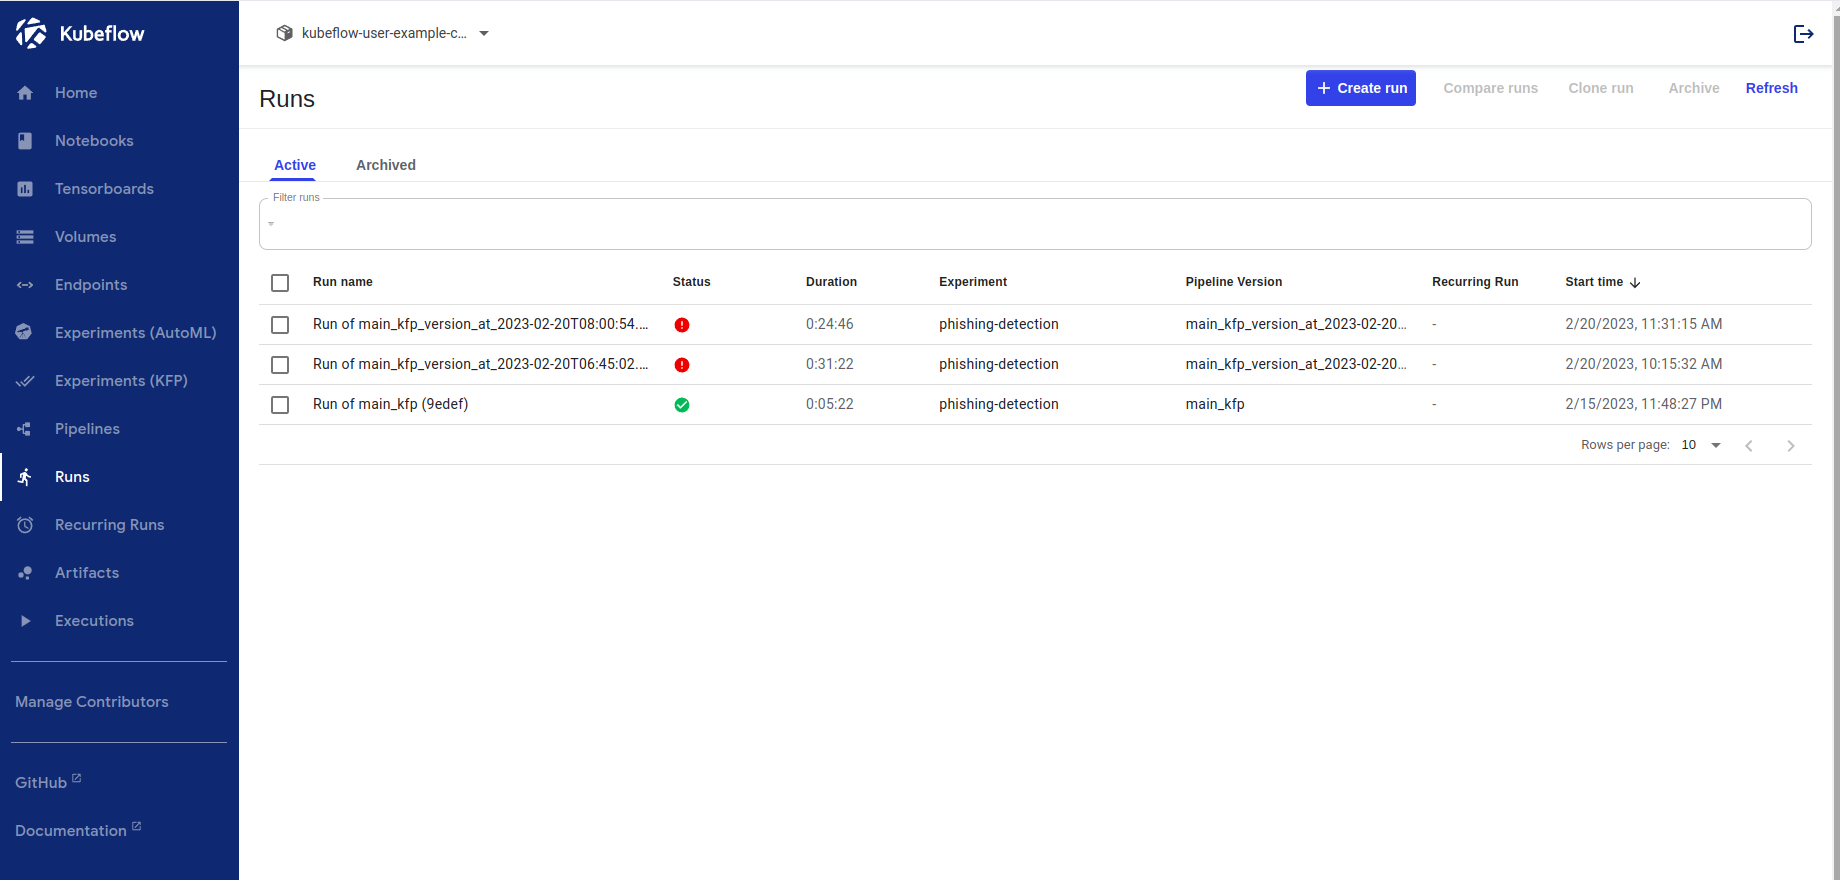 Kubeflow
Home
Notebooks
Tensorboards
Volumes
Endpoints
Experiments (AutoML)
Experiments (KFP)
Pipelines
Runs
Recurring Runs
Artifacts
Executions
Manage Contributors
GitHub
Documentation
kubeflow-user-example-c...
Runs
+ Create run Compare runs Clone run Archive Refresh
Active Archived
Filter runs
Run name Status Duration Experiment Pipeline Version Recurring Run Start time
Run of main_kfp_version_at_2023-02-20T08:00:54.... 0:24:46 phishing-detection main_kfp_version_at_2023-02-20... - 2/20/2023, 11:31:15 AM
Run of main_kfp_version_at_2023-02-20T06:45:02.... 0:31:22 phishing-detection main_kfp_version_at_2023-02-20... - 2/20/2023, 10:15:32 AM
Run of main_kfp (9edef) 0:05:22 phishing-detection main_kfp - 2/15/2023, 11:48:27 PM
Rows per page: 10